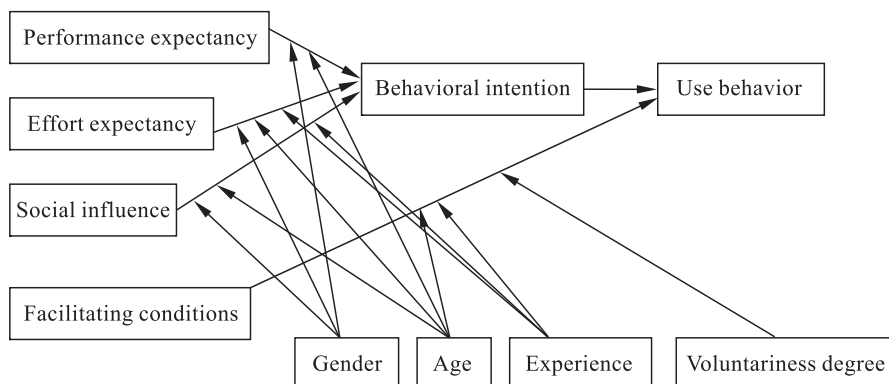 Performance expectancy
Behavioral intention
Use behavior
Effort expectancy
Social influence
Facilitating conditions
Gender
Age
Experience
Voluntariness degree